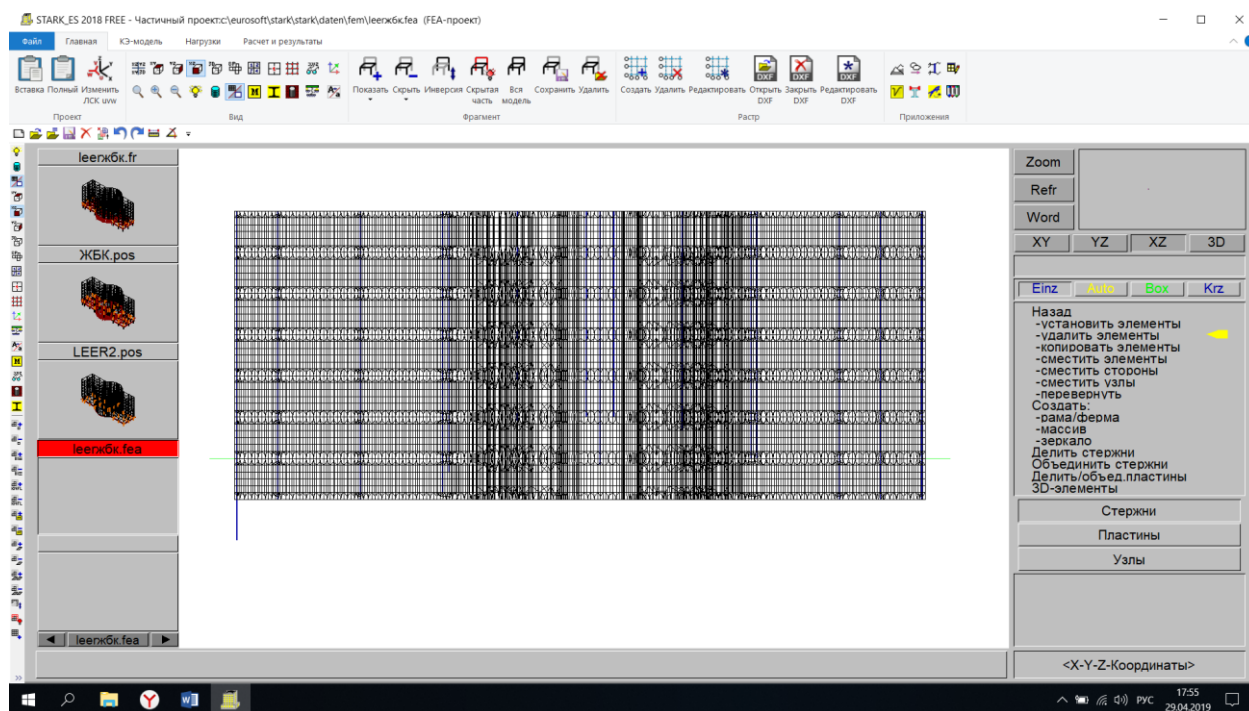 STARK_ES 2018 FREE - Частичный проект:c:\eurosoft\stark\stark\daten\fem\leerжбк.fea (FEA-проект)
Файл Главная КЭ-модель Нагрузки Расчет и результаты
Вставка Полный Изменить ЛСК uvw
Показать Скрыть Инверсия Скрытая часть Вся модель Сохранить Удалить
Создать Удалить Редактировать Открыть DXF Закрыть DXF Редактировать DXF
Проект Вид Фрагмент Растр Приложения
leerжбк.fr
ЖБК.pos
LEER2.pos
leerжбк.fea
leerжбк.fea
Zoom
Refr
Word
XY YZ XZ 3D
Einz Auto Box Krz
Назад
-установить элементы
-удалить элементы
-копировать элементы
-сместить элементы
-сместить стороны
-сместить узлы
-перевернуть
Создать:
-рама/ферма
-массив
-зеркало
Делить стержни
Объединить стержни
Делить/объед.пластины
3D-элементы
Стержни
Пластины
Узлы
<X-Y-Z-Координаты>
РУС
17:55
29.04.2019